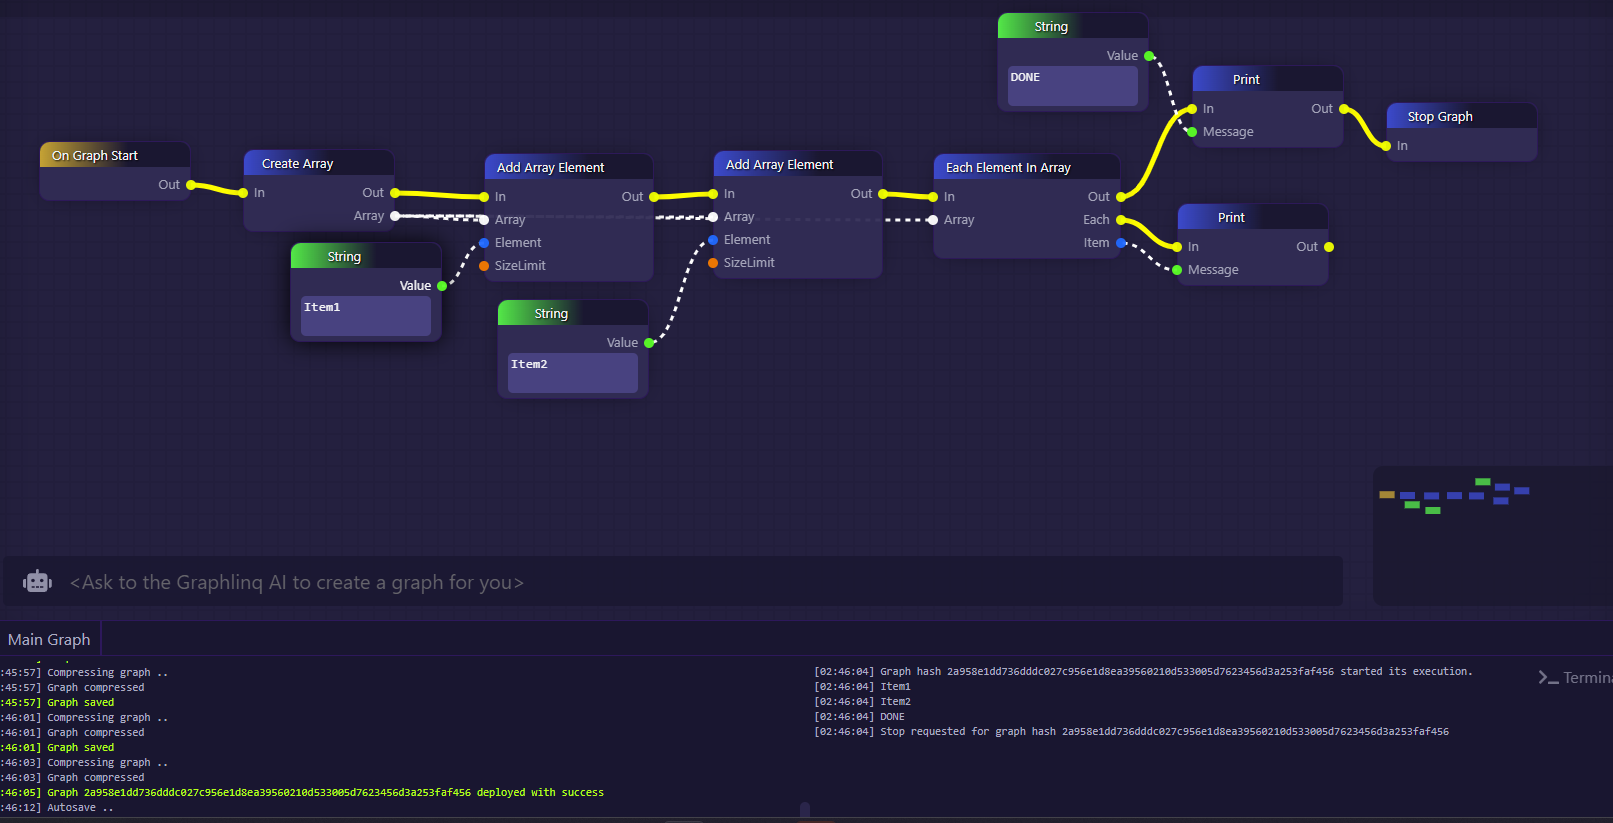 String
Value
DONE
Print
In Out
Message
Stop Graph
In
On Graph Start
Out
Create Array
In Out
Array
Add Array Element
In Out
Array
Element
SizeLimit
Add Array Element
In Out
Array
Element
SizeLimit
Each Element In Array
In Out
Array Each
Item
Print
In Out
Message
String
Value
Item1
String
Value
Item2
<Ask to the Graphlinq AI to create a graph for you>
Main Graph
:45:57] Compressing graph ..
:45:57] Graph compressed
:45:57] Graph saved
:46:01] Compressing graph ..
:46:01] Graph compressed
:46:01] Graph saved
:46:03] Compressing graph ..
:46:03] Graph compressed
:46:05] Graph 2a958e1dd736dddc027c956e1d8ea39560210d533005d7623456d3a253faf456 deployed with success
:46:12] Autosave ..
[02:46:04] Graph hash 2a958e1dd736dddc027c956e1d8ea39560210d533005d7623456d3a253faf456 started its execution.
[02:46:04] Item1
[02:46:04] Item2
[02:46:04] DONE
[02:46:04] Stop requested for graph hash 2a958e1dd736dddc027c956e1d8ea39560210d533005d7623456d3a253faf456
Termina